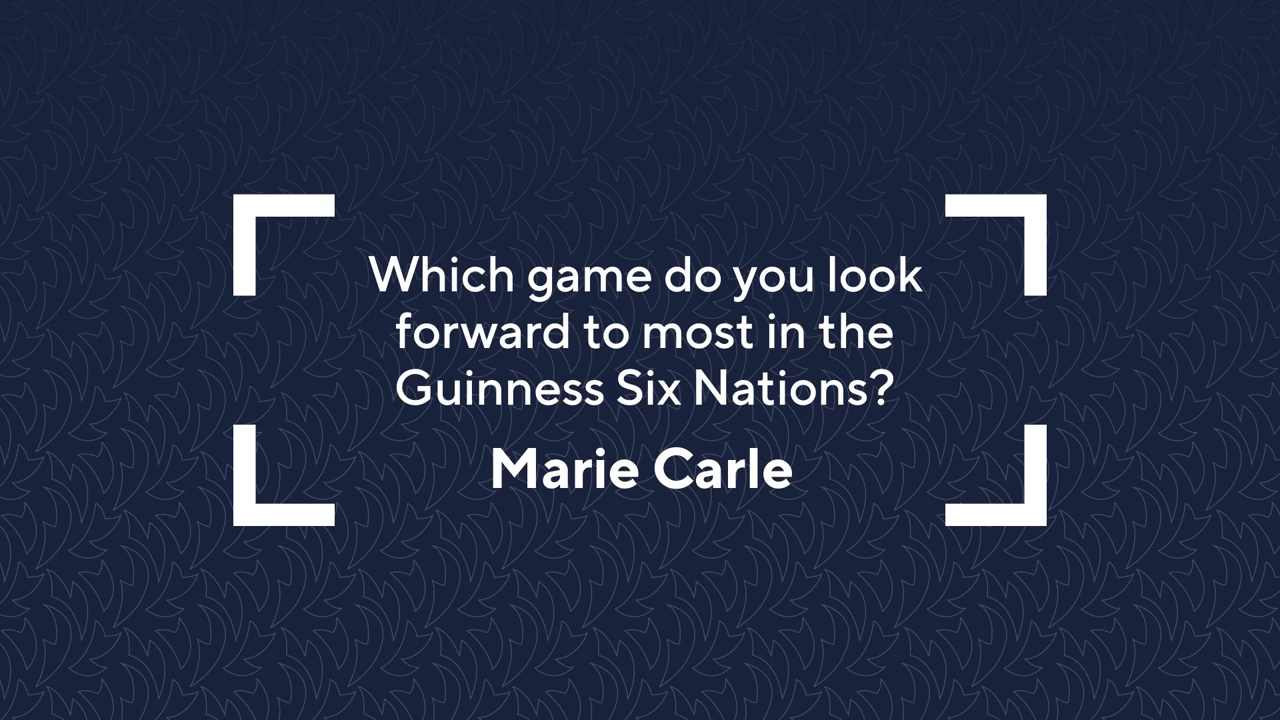 Which game do you look
forward to most in the
Guinness Six Nations?
Marie Carle